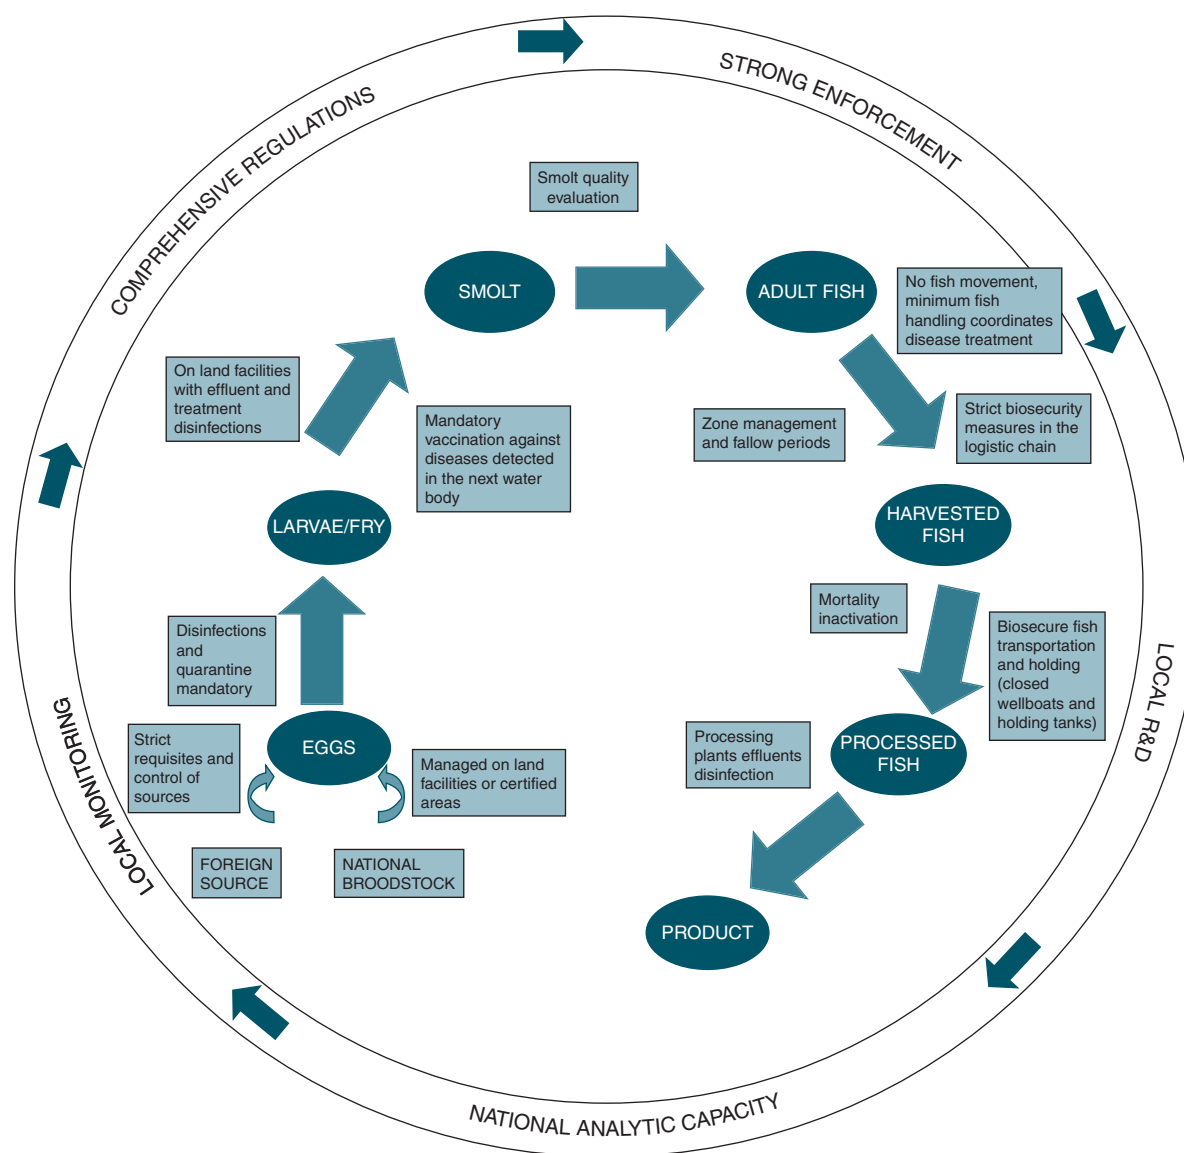 COMPREHENSIVE REGULATIONS
STRONG ENFORCEMENT
LOCAL R&D
NATIONAL ANALYTIC CAPACITY
LOCAL MONITORING
Smolt quality
evaluation
SMOLT
ADULT FISH
No fish movement,
minimum fish
handling coordinates
disease treatment
On land facilities
with effluent and
treatment
disinfections
Mandatory
vaccination against
diseases detected
in the next water
body
Zone management
and fallow periods
Strict biosecurity
measures in the
logistic chain
LARVAE/FRY
HARVESTED
FISH
Mortality
inactivation
Biosecure fish
transportation
and holding
(closed
wellboats and
holding tanks)
Disinfections
and
quarantine
mandatory
Strict
requisites and
control of
sources
EGGS
Managed on land
facilities or certified
areas
Processing
plants effluents
disinfection
PROCESSED
FISH
FOREIGN
SOURCE
NATIONAL
BROODSTOCK
PRODUCT